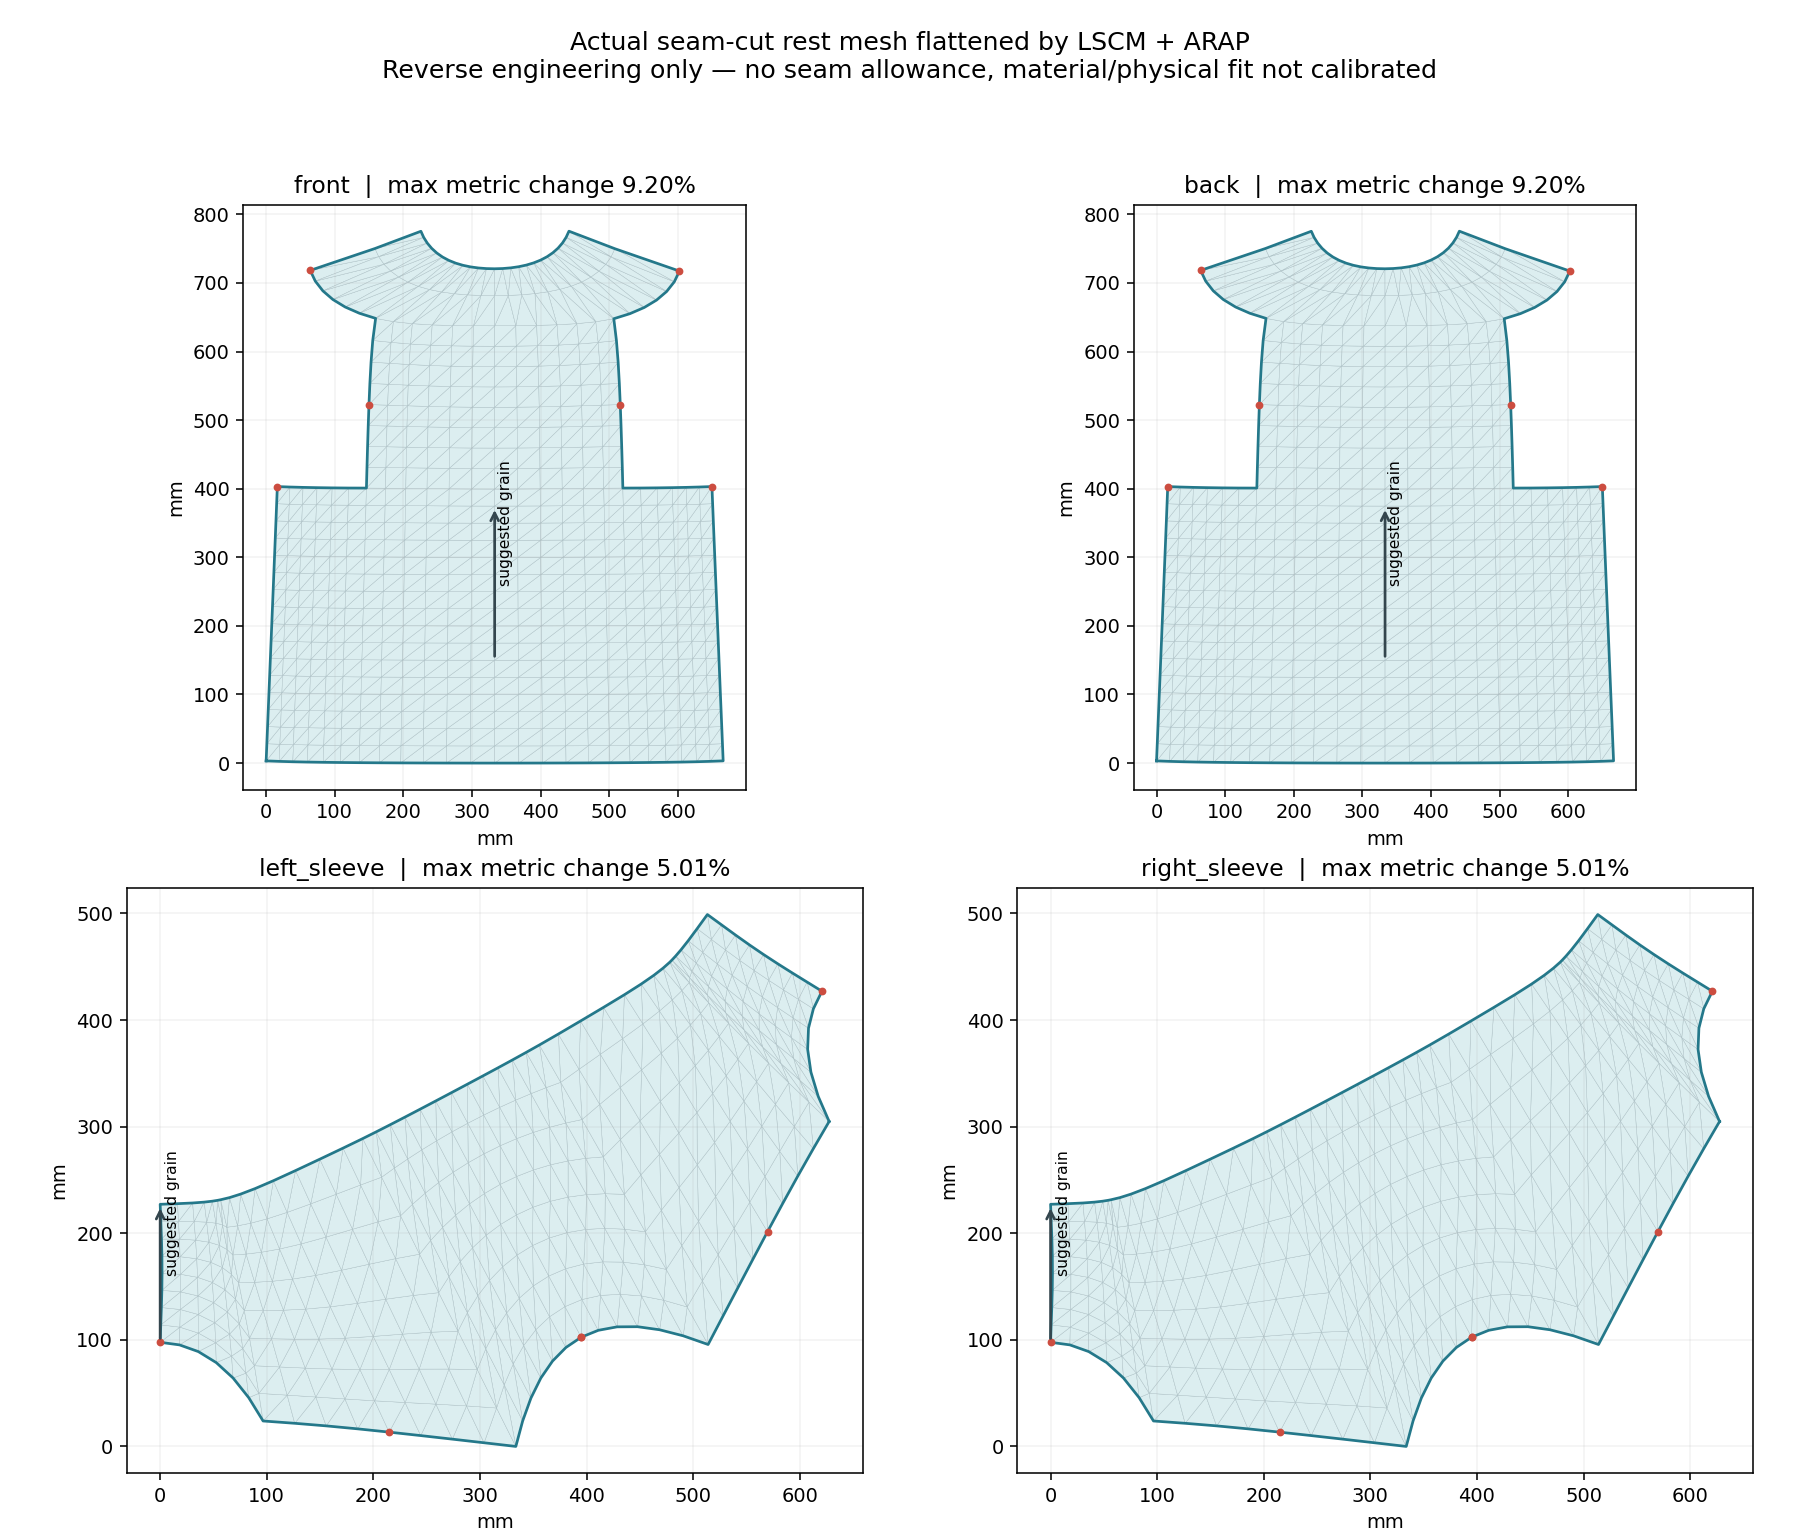 Actual seam-cut rest mesh flattened by LSCM + ARAP
Reverse engineering only — no seam allowance, material/physical fit not calibrated
front | max metric change 9.20%
800
700
600
500
400
300
200
100
0
mm
suggested grain
0 100 200 300 400 500 600
mm
back | max metric change 9.20%
800
700
600
500
400
300
200
100
0
mm
suggested grain
0 100 200 300 400 500 600
mm
left_sleeve | max metric change 5.01%
500
400
300
200
100
0
mm
suggested grain
0 100 200 300 400 500 600
mm
right_sleeve | max metric change 5.01%
500
400
300
200
100
0
mm
suggested grain
0 100 200 300 400 500 600
mm